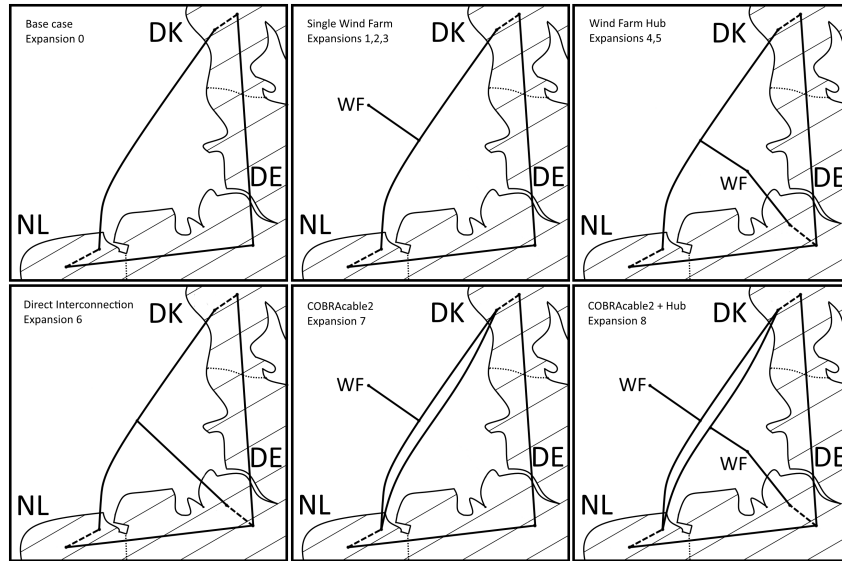 Base case
Expansion 0
DK
DE
NL
Single Wind Farm
Expansions 1,2,3
DK
WF
DE
NL
Wind Farm Hub
Expansions 4,5
DK
WF
DE
NL
Direct Interconnection
Expansion 6
DK
DE
NL
COBRAcable2
Expansion 7
DK
WF
DE
NL
COBRAcable2 + Hub
Expansion 8
DK
WF
WF
DE
NL